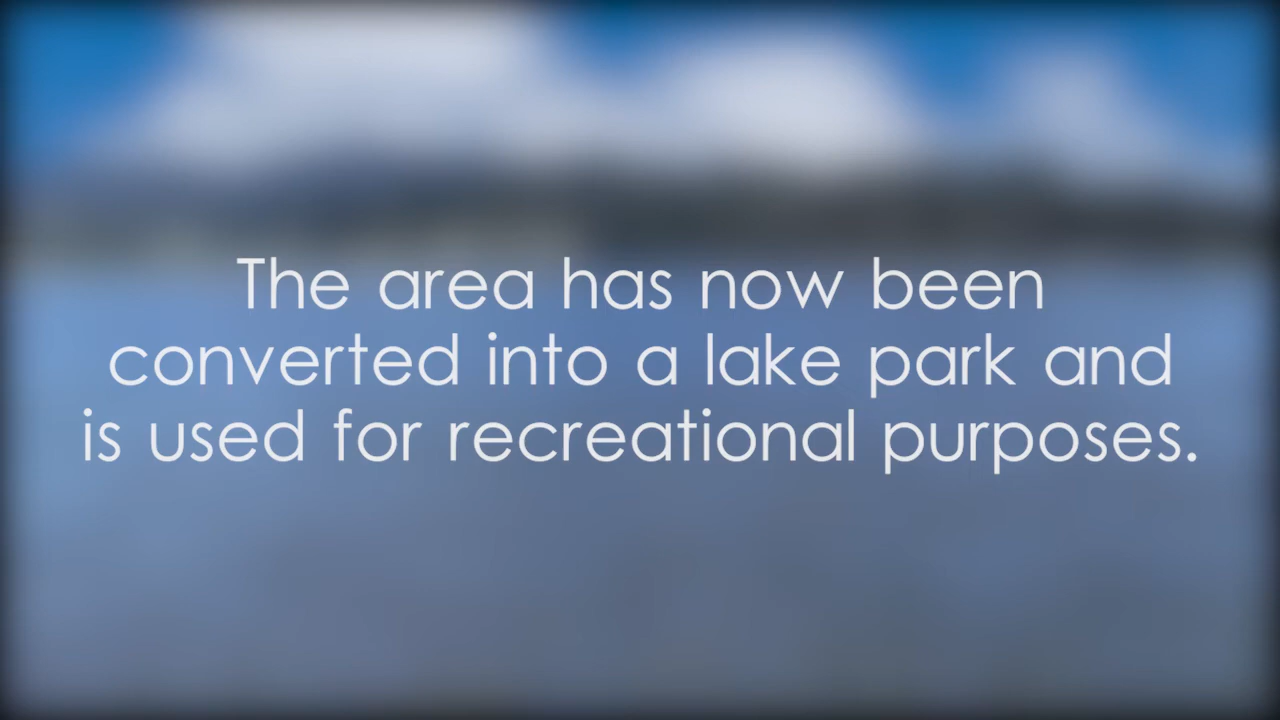 The area has now been
converted into a lake park and
is used for recreational purposes.